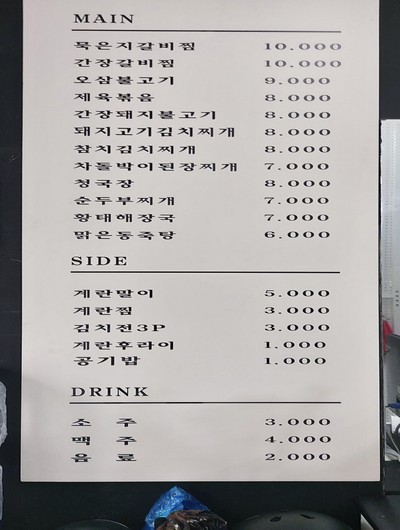 MAIN
묵은지갈비찜 10.000
간장갈비찜 10.000
오삼불고기 9.000
제육볶음 8.000
간장돼지불고기 8.000
돼지고기김치찌개 8.000
참치김치찌개 8.000
차돌박이된장찌개 7.000
청국장 8.000
순두부찌개 7.000
황태해장국 7.000
맑은동죽탕 6.000
SIDE
계란말이 5.000
계란찜 3.000
김치전3P 3.000
계란후라이 1.000
공기밥 1.000
DRINK
소 주 3.000
맥 주 4.000
음 료 2.000